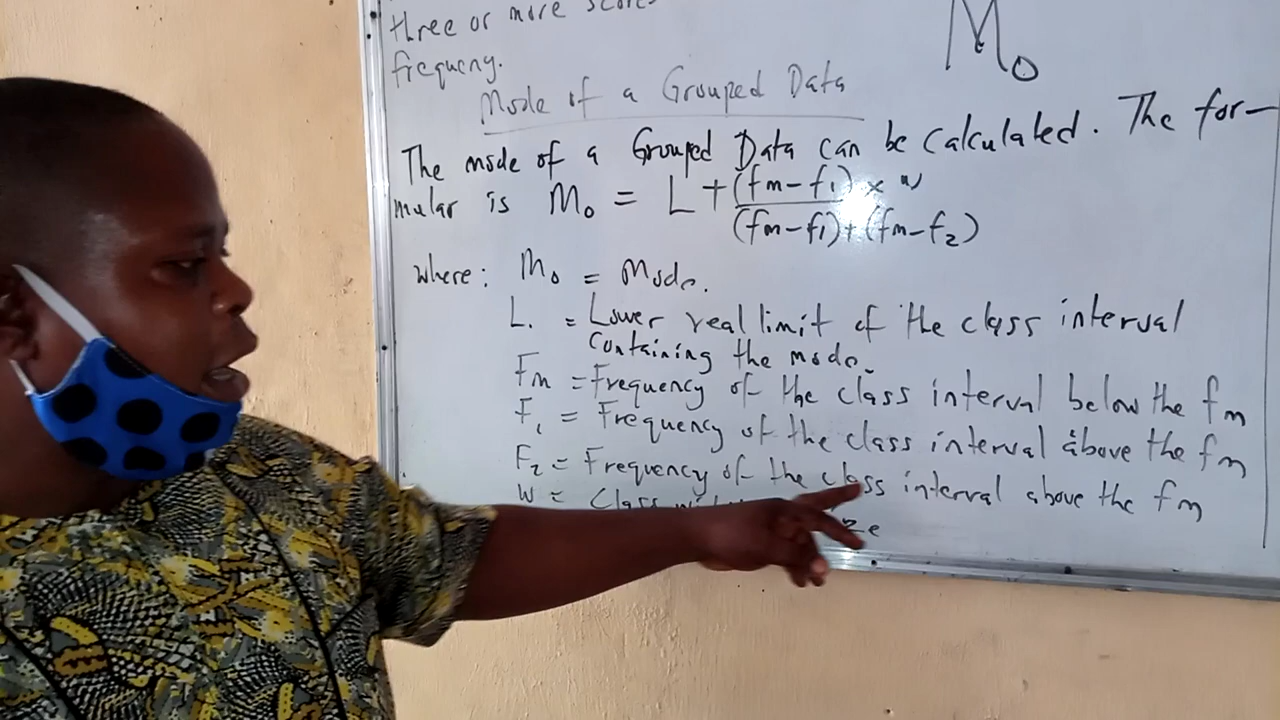 three or more scores
frequency.
Mo
Mode of a Grouped Data
The mode of a Grouped Data can be calculated. The for-
mular is Mo = L + (fm-f1) × w
(fm-f1)+(fm-f2)
where: Mo = Mode.
L. = Lower real limit of the class interval
containing the mode.
Fm = Frequency of the class interval below the fm
F1 = Frequency of the class interval above the fm
F2 = Frequency of the class interval above the fm
W = Class